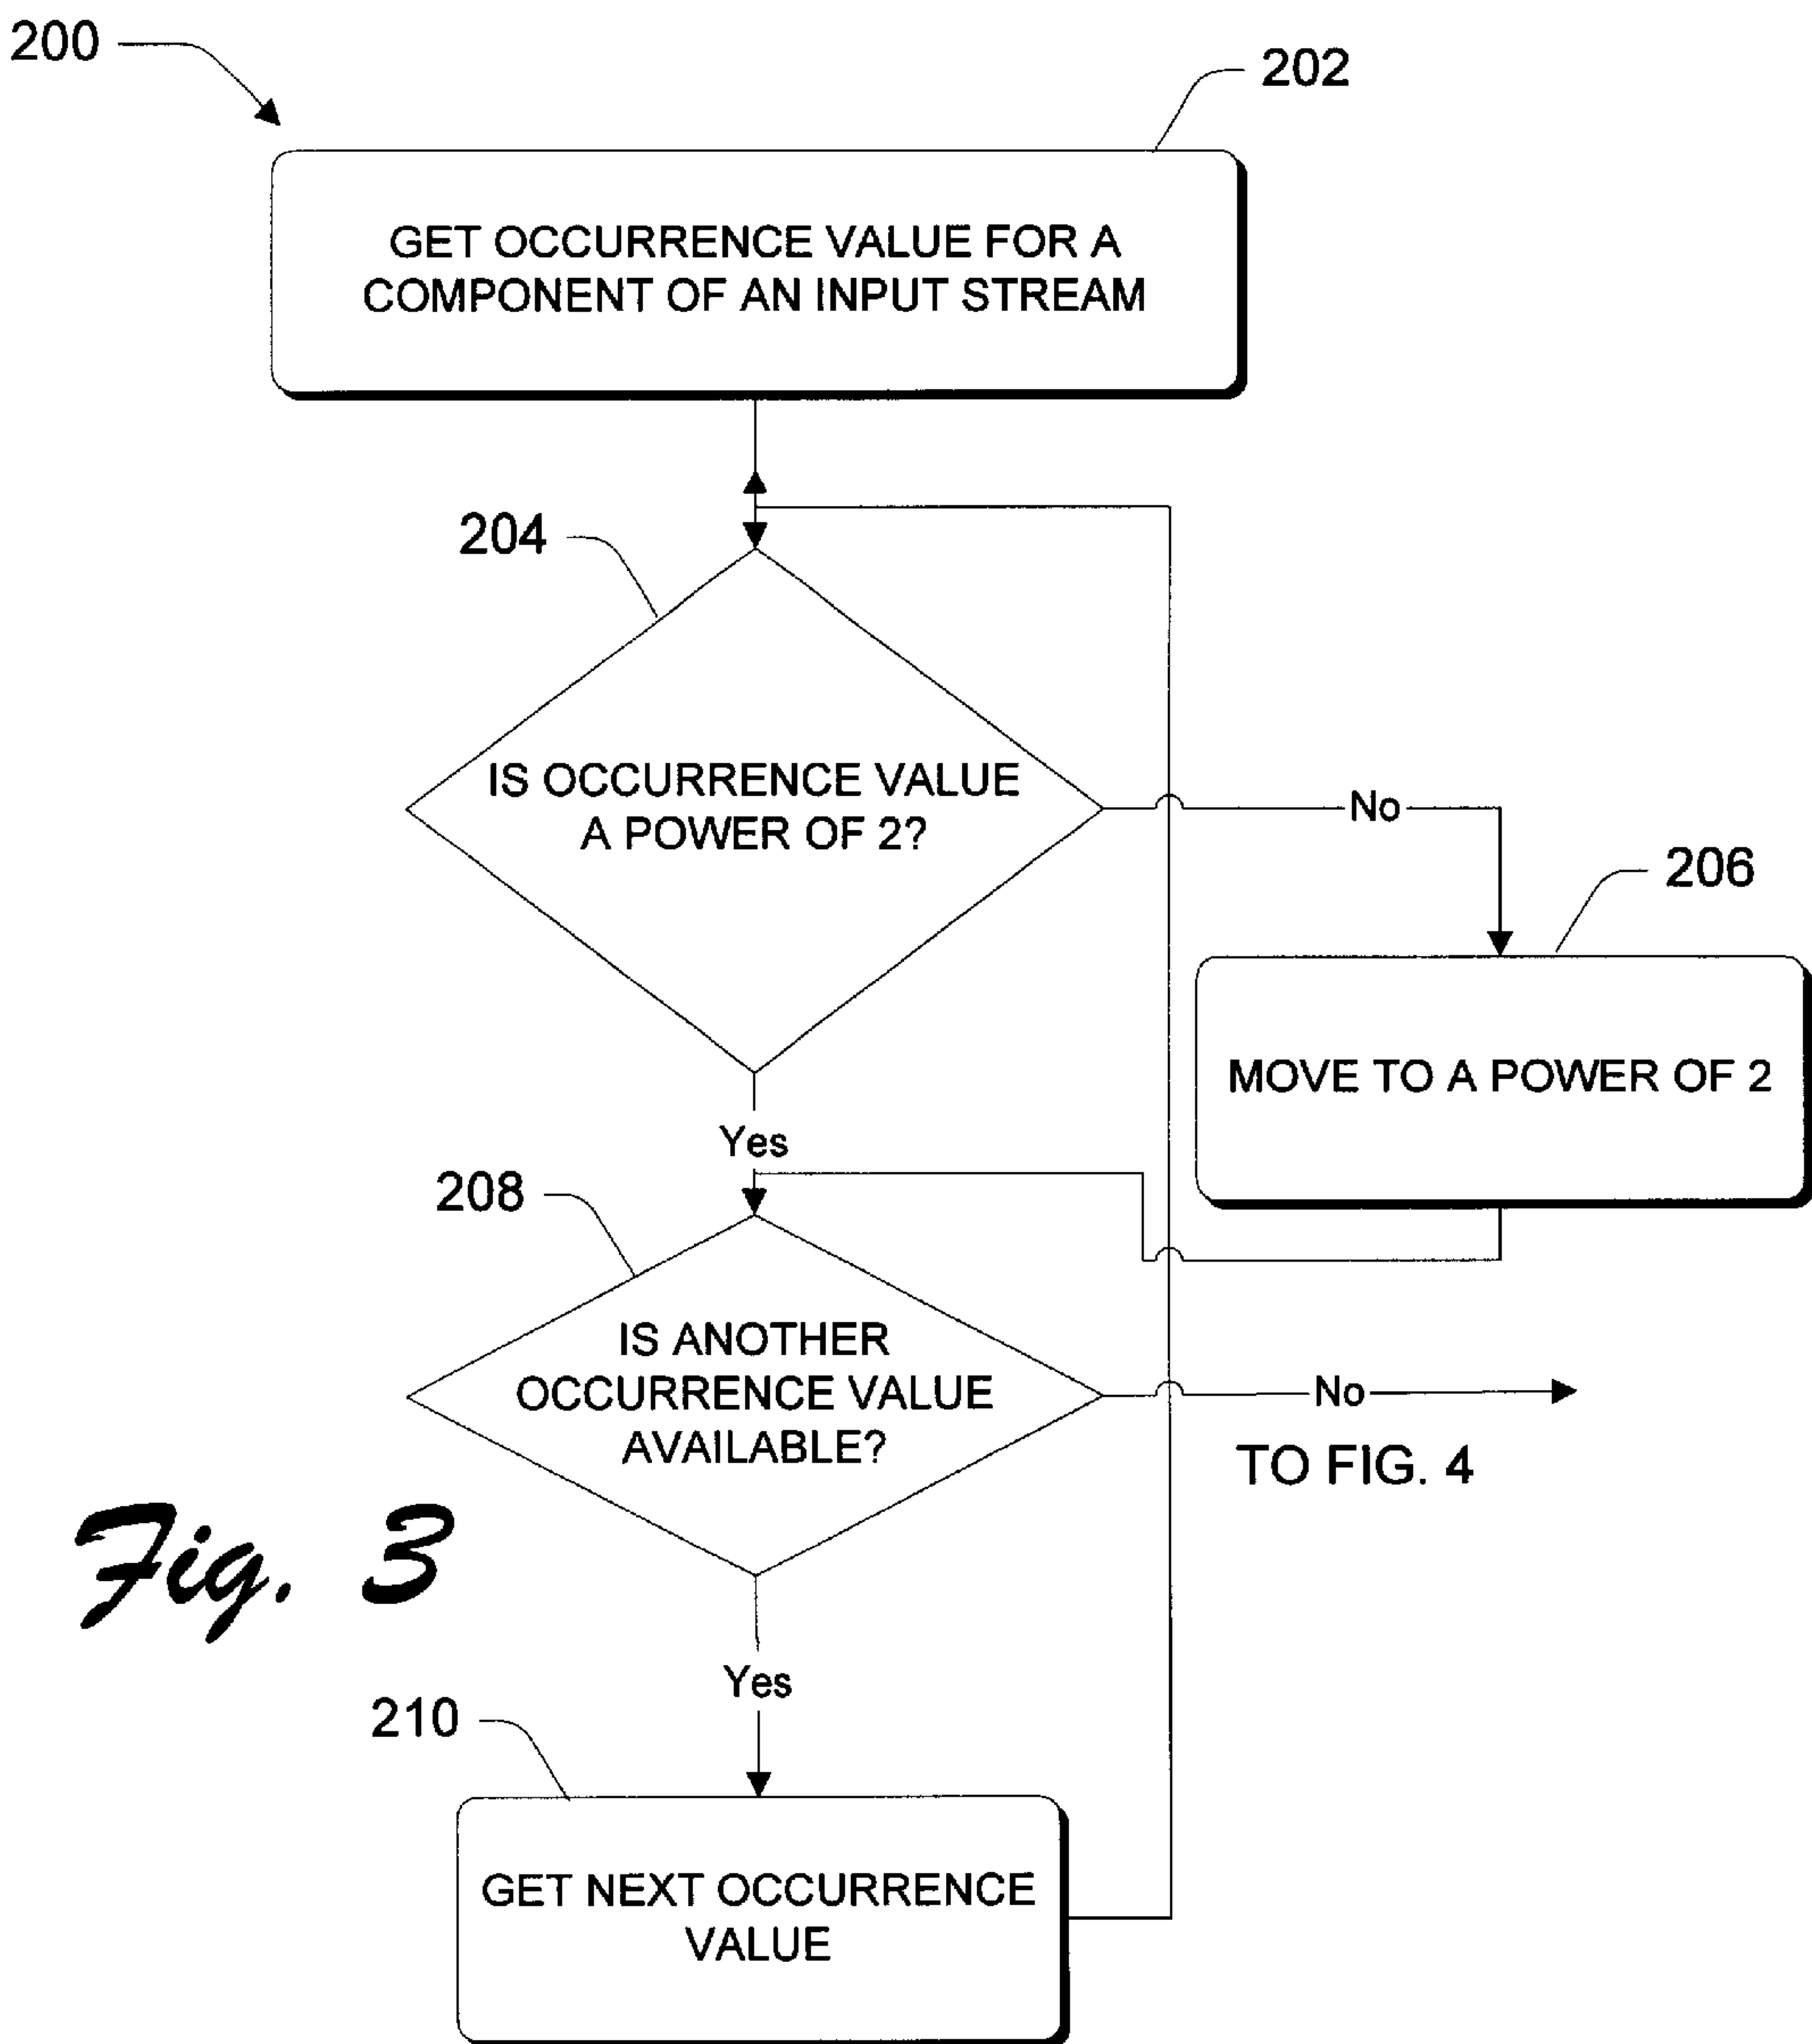 200
202
GET OCCURRENCE VALUE FOR A
COMPONENT OF AN INPUT STREAM
204
IS OCCURRENCE VALUE
A POWER OF 2?
No
206
MOVE TO A POWER OF 2
Yes
208
IS ANOTHER
OCCURRENCE VALUE
AVAILABLE?
No
TO FIG. 4
Fig. 3
Yes
210
GET NEXT OCCURRENCE
VALUE